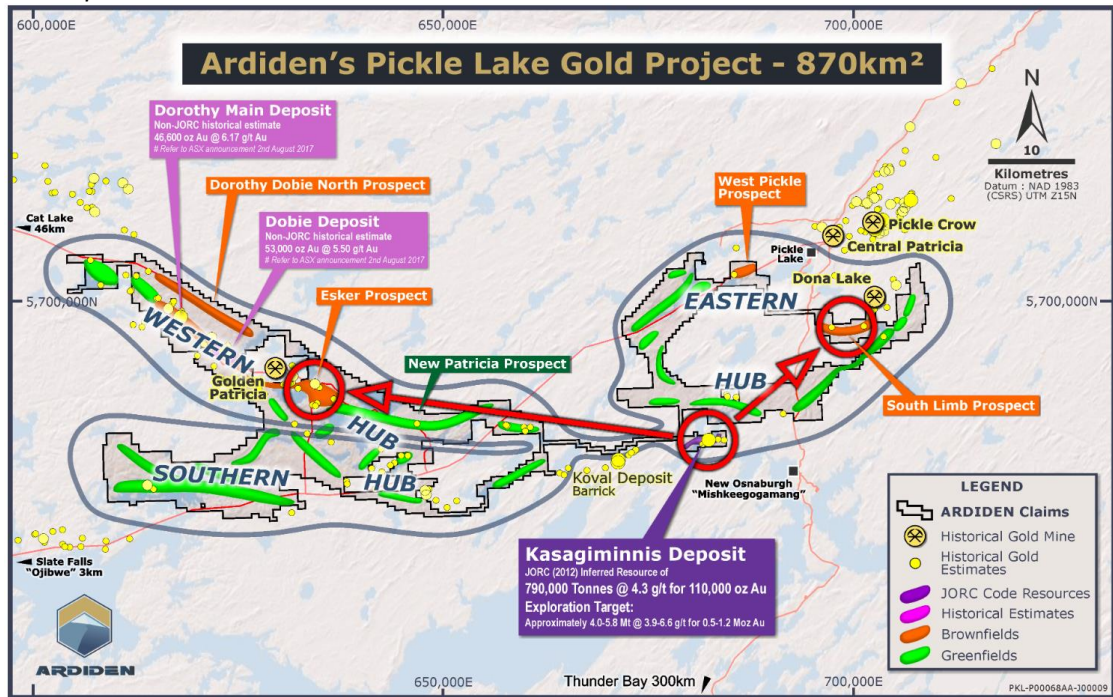 600,000E
650,000E
700,000E
Ardiden's Pickle Lake Gold Project - 870km²
N
10
Kilometres
Datum : NAD 1983
(CSRS) UTM Z15N
Dorothy Main Deposit
Non-JORC historical estimate
46,600 oz Au @ 6.17 g/t Au
# Refer to ASX announcement 2nd August 2017
Dorothy Dobie North Prospect
Dobie Deposit
Non-JORC historical estimate
53,000 oz Au @ 5.50 g/t Au
# Refer to ASX announcement 2nd August 2017
Esker Prospect
West Pickle
Prospect
Pickle Crow
Central Patricia
Pickle
Lake
Dona Lake
Cat Lake
46km
5,700,000N
5,700,000N
EASTERN
HUB
WESTERN
HUB
Golden
Patricia
New Patricia Prospect
South Limb Prospect
SOUTHERN
HUB
Koval Deposit
Barrick
New Osnaburgh
"Mishkeegogamang"
Slate Falls
"Ojibwe" 3km
Kasagiminnis Deposit
JORC (2012) Inferred Resource of
790,000 Tonnes @ 4.3 g/t for 110,000 oz Au
Exploration Target:
Approximately 4.0-5.8 Mt @ 3.9-6.6 g/t for 0.5-1.2 Moz Au
LEGEND
ARDIDEN Claims
Historical Gold Mine
Historical Gold
Estimates
JORC Code Resources
Historical Estimates
Brownfields
Greenfields
ARDIDEN
650,000E
Thunder Bay 300km
700,000E
PKL-P00068AA-J00009